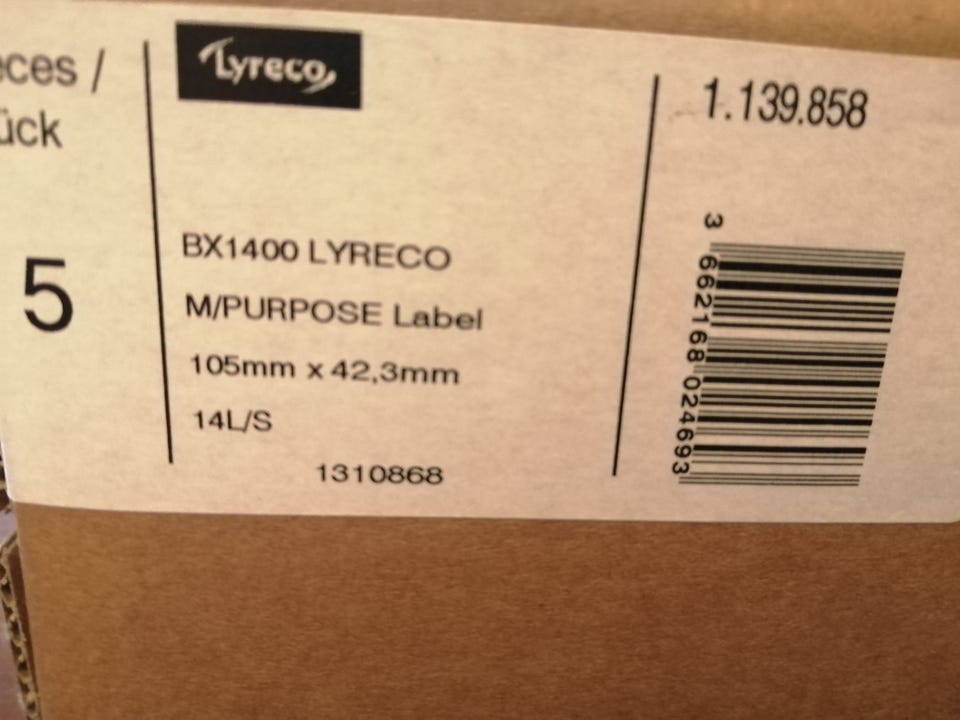 eces /
ück
5
Lyreco
BX1400 LYRECO
M/PURPOSE Label
105mm x 42,3mm
14L/S
1310868
1.139.858
3 662168 024693